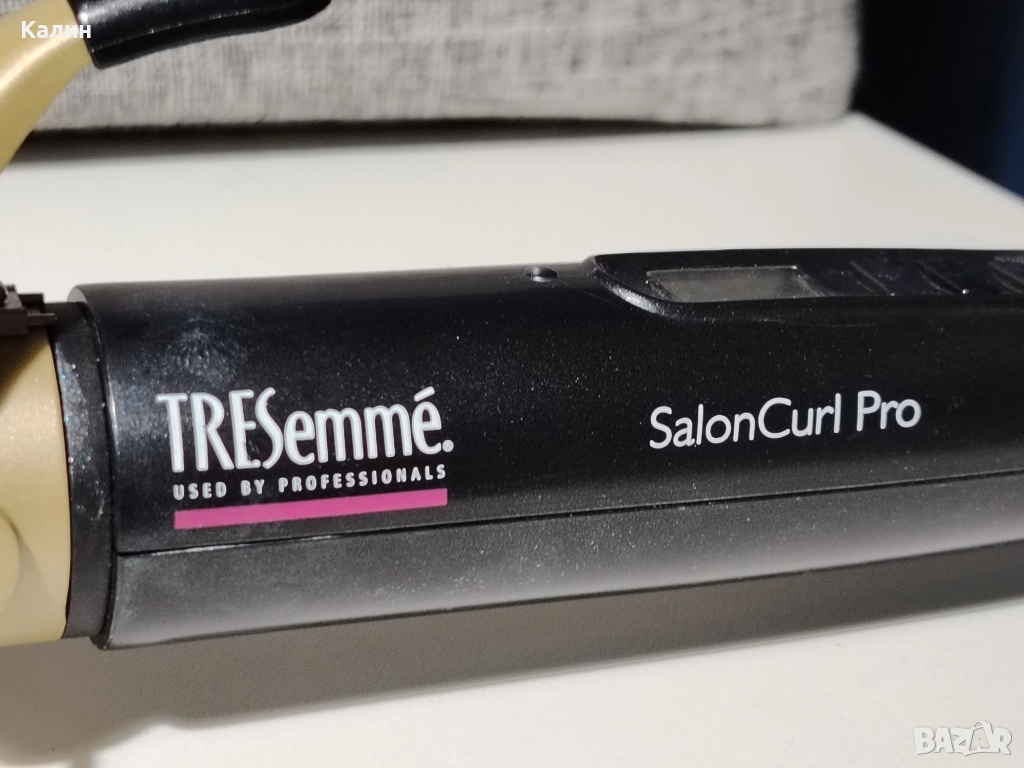 Калин
TRESemmé.
USED BY PROFESSIONALS
SalonCurl Pro
BAZAR